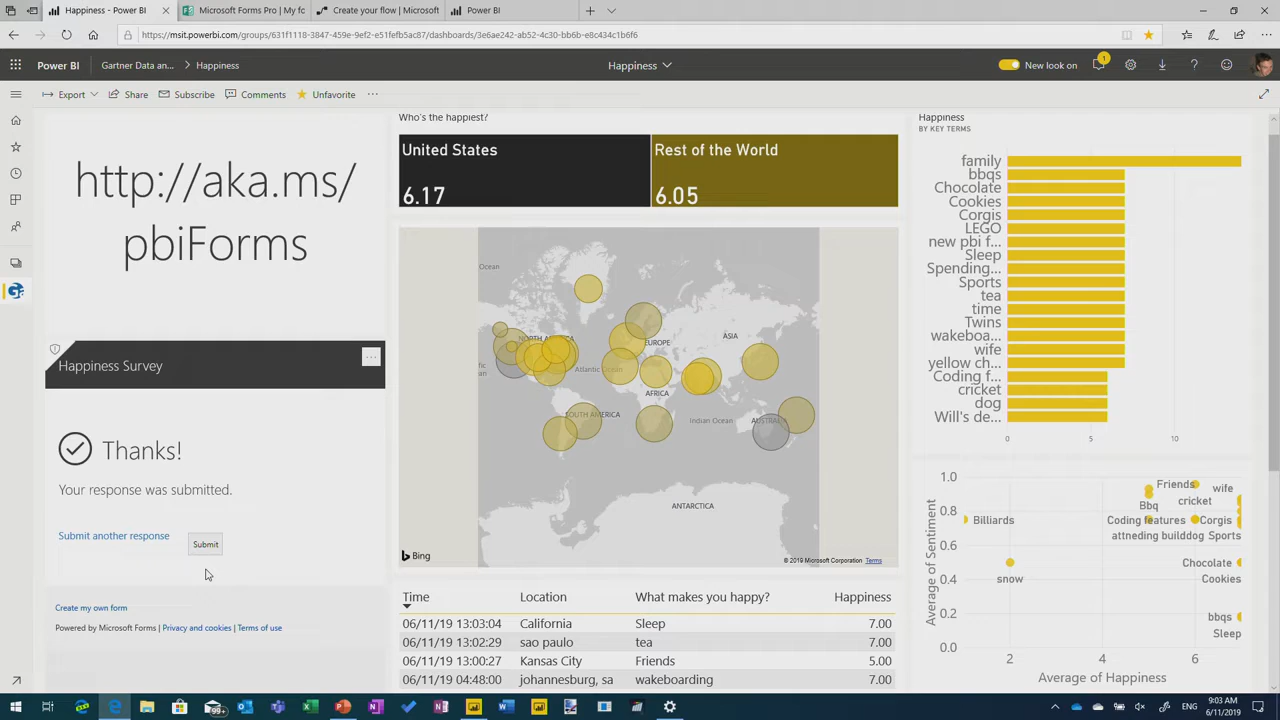 Happiness - Power BI
Microsoft Forms Pro | My fc
Create your flow | Microsoft
Power BI
https://msit.powerbi.com/groups/631f1118-3847-459e-9ef2-e51fefb5ac87/dashboards/3e6ae242-ab52-4c30-bb6b-e8c434c1b6f6
Power BI
Gartner Data an...
Happiness
Happiness
New look on
1
Export
Share
Subscribe
Comments
Unfavorite
http://aka.ms/
pbiForms
Happiness Survey
Thanks!
Your response was submitted.
Submit another response
Submit
Create my own form
Powered by Microsoft Forms | Privacy and cookies | Terms of use
Who's the happiest?
United States
6.17
Rest of the World
6.05
Ocean
NORTH AMERICA
EUROPE
ASIA
Atlantic Ocean
AFRICA
SOUTH AMERICA
Indian Ocean
AUSTRALIA
ANTARCTICA
Bing
© 2019 Microsoft Corporation Terms
Time Location What makes you happy? Happiness
06/11/19 13:03:04 California Sleep 7.00
06/11/19 13:02:29 sao paulo tea 7.00
06/11/19 13:00:27 Kansas City Friends 5.00
06/11/19 04:48:00 johannesburg, sa wakeboarding 7.00
Happiness
BY KEY TERMS
family
bbqs
Chocolate
Cookies
Corgis
LEGO
new pbi f...
Sleep
Spending...
Sports
tea
time
Twins
wakeboa...
wife
yellow ch...
Coding f...
cricket
dog
Will's de...
0 5 10
Average of Sentiment
1.0
0.8
0.6
0.4
0.2
0.0
Friends
wife
cricket
Bbq
Billiards
Coding features
Corgis
attneding build
dog
Sports
Chocolate
snow
Cookies
bbqs
Sleep
2 4 6
Average of Happiness
99+
9:03 AM
6/11/2019